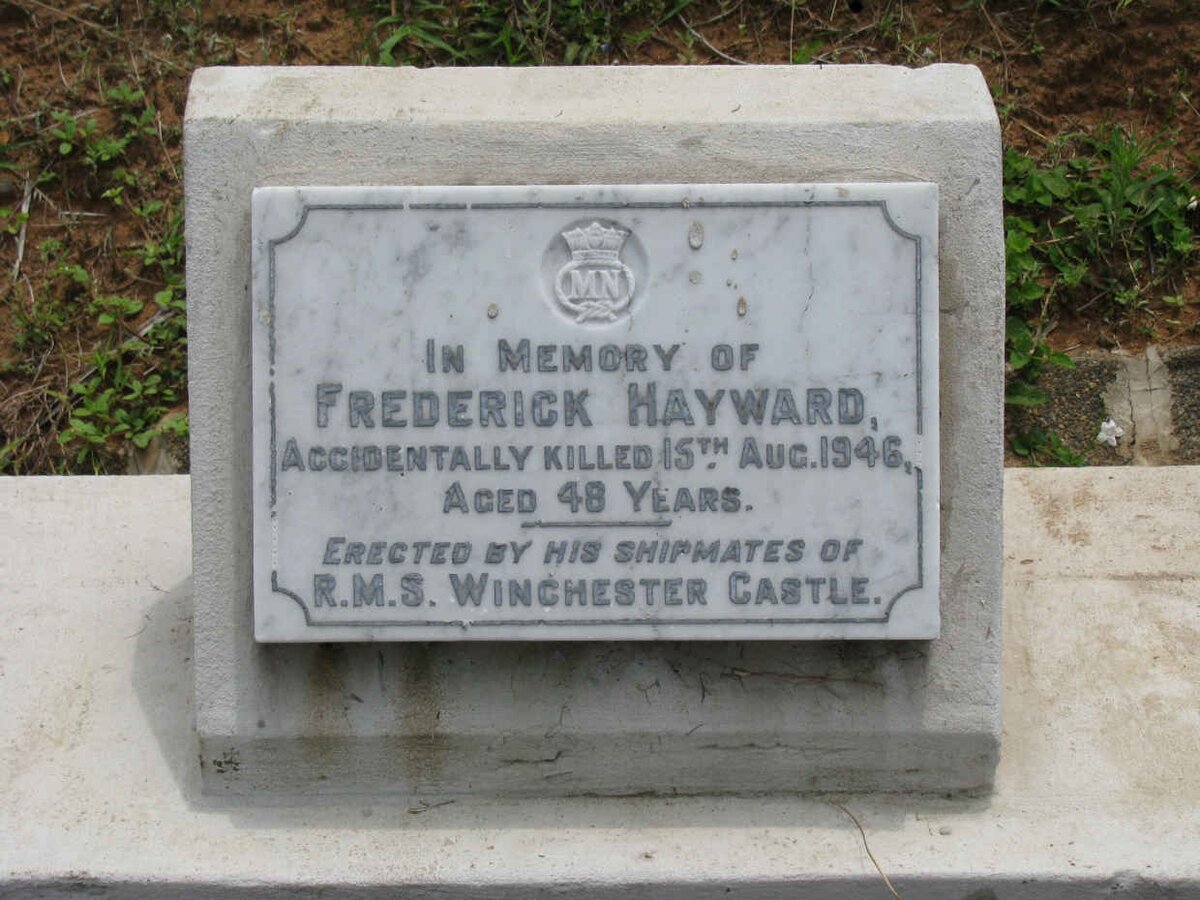 MN
IN MEMORY OF
FREDERICK HAYWARD,
ACCIDENTALLY KILLED 15TH AUG. 1946,
AGED 48 YEARS.
ERECTED BY HIS SHIPMATES OF
R.M.S. WINCHESTER CASTLE.